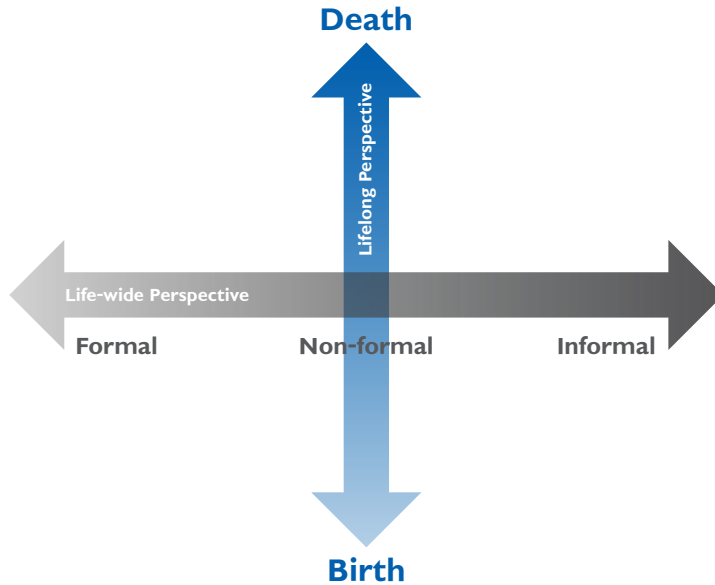 Death
Lifelong Perspective
Life-wide Perspective
Formal
Non-formal
Informal
Birth